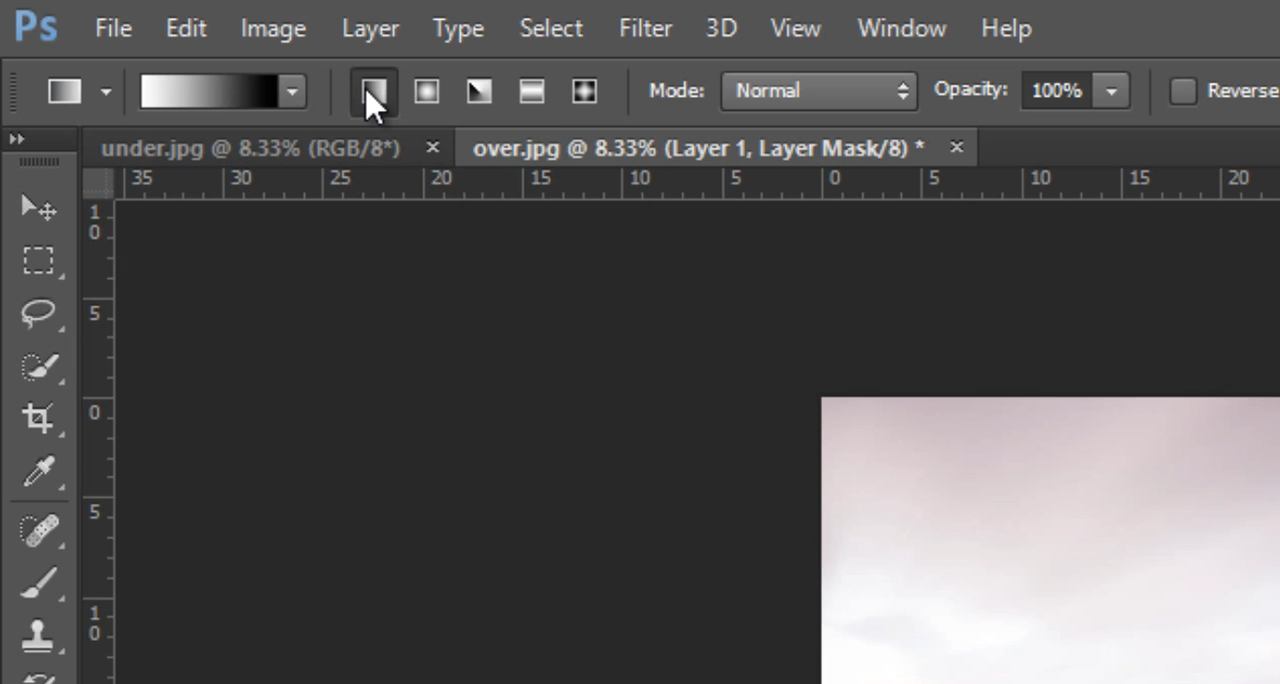 Ps File Edit Image Layer Type Select Filter 3D View Window Help
Mode: Normal Opacity: 100% Reverse
under.jpg @ 8.33% (RGB/8*) × over.jpg @ 8.33% (Layer 1, Layer Mask/8) * ×
35 30 25 20 15 10 5 0 5 10 15 20
10
5
0
5
10